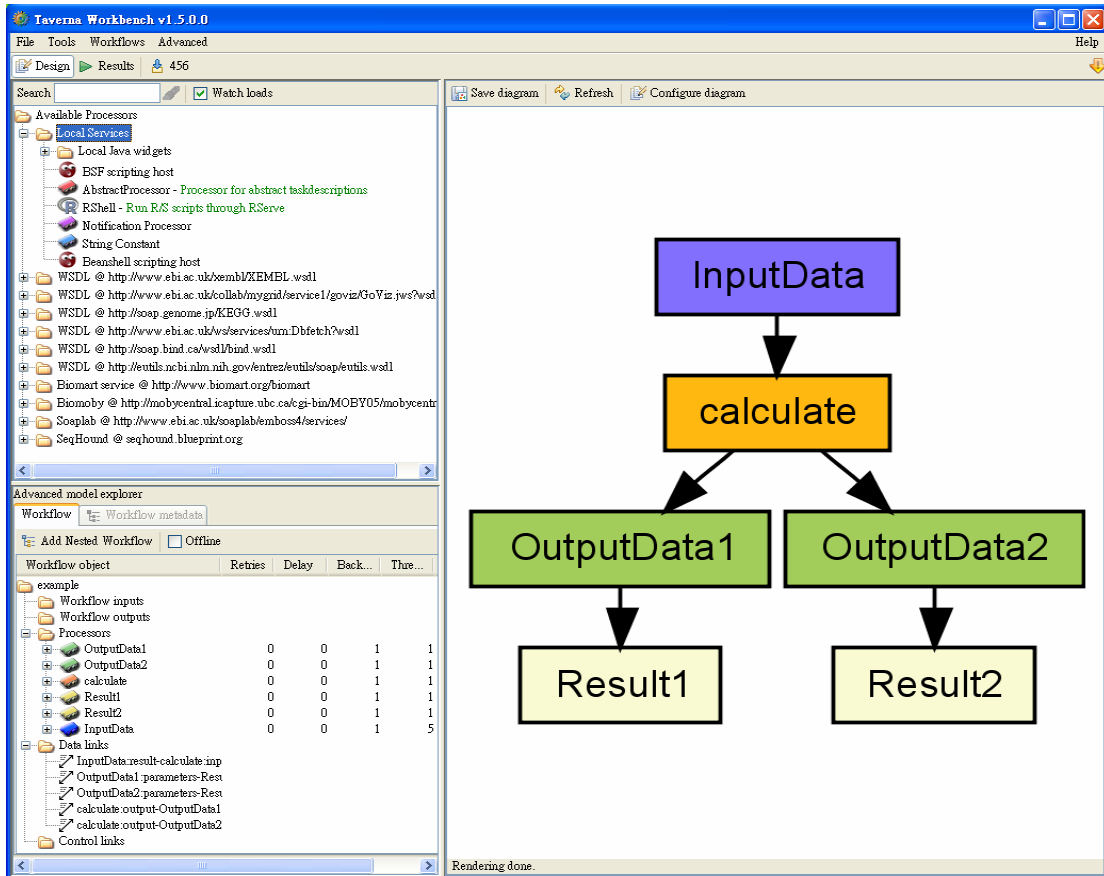 Taverna Workbench v1.5.0.0
File Tools Workflows Advanced Help
Design Results 456
Search Watch loads
Available Processors
Local Services
Local Java widgets
BSF scripting host
AbstractProcessor - Processor for abstract taskdescriptions
RShell - Run R/S scripts through RServe
Notification Processor
String Constant
Beanshell scripting host
WSDL @ http://www.ebi.ac.uk/xembl/XEMBL.wsdl
WSDL @ http://www.ebi.ac.uk/collab/mygrid/service1/goviz/GoViz.jws?wsd
WSDL @ http://soap.genome.jp/KEGG.wsdl
WSDL @ http://www.ebi.ac.uk/ws/services/urn:Dbfetch?wsdl
WSDL @ http://soap.bind.ca/wsdl/bind.wsdl
WSDL @ http://eutils.ncbi.nlm.nih.gov/entrez/eutils/soap/eutils.wsdl
Biomart service @ http://www.biomart.org/biomart
Biomoby @ http://mobycentral.icapture.ubc.ca/cgi-bin/MOBY05/mobycentr
Soaplab @ http://www.ebi.ac.uk/soaplab/emboss4/services/
SeqHound @ seqhound.blueprint.org
Advanced model explorer
Workflow Workflow metadata
Add Nested Workflow Offline
Workflow object Retries Delay Back... Thre...
example
Workflow inputs
Workflow outputs
Processors
OutputData1 0 0 1 1
OutputData2 0 0 1 1
calculate 0 0 1 1
Result1 0 0 1 1
Result2 0 0 1 1
InputData 0 0 1 5
Data links
InputData:result-calculate:inp
OutputData1:parameters-Resu
OutputData2:parameters-Resu
calculate:output-OutputData1
calculate:output-OutputData2
Control links
Save diagram Refresh Configure diagram
InputData
calculate
OutputData1 OutputData2
Result1 Result2
Rendering done.